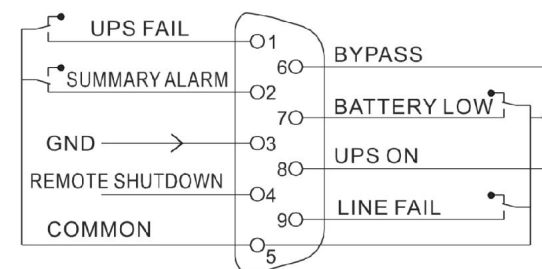 UPS FAIL
1
6
BYPASS
SUMMARY ALARM
2
7
BATTERY LOW
GND
3
8
UPS ON
REMOTE SHUTDOWN
4
9
LINE FAIL
COMMON
5